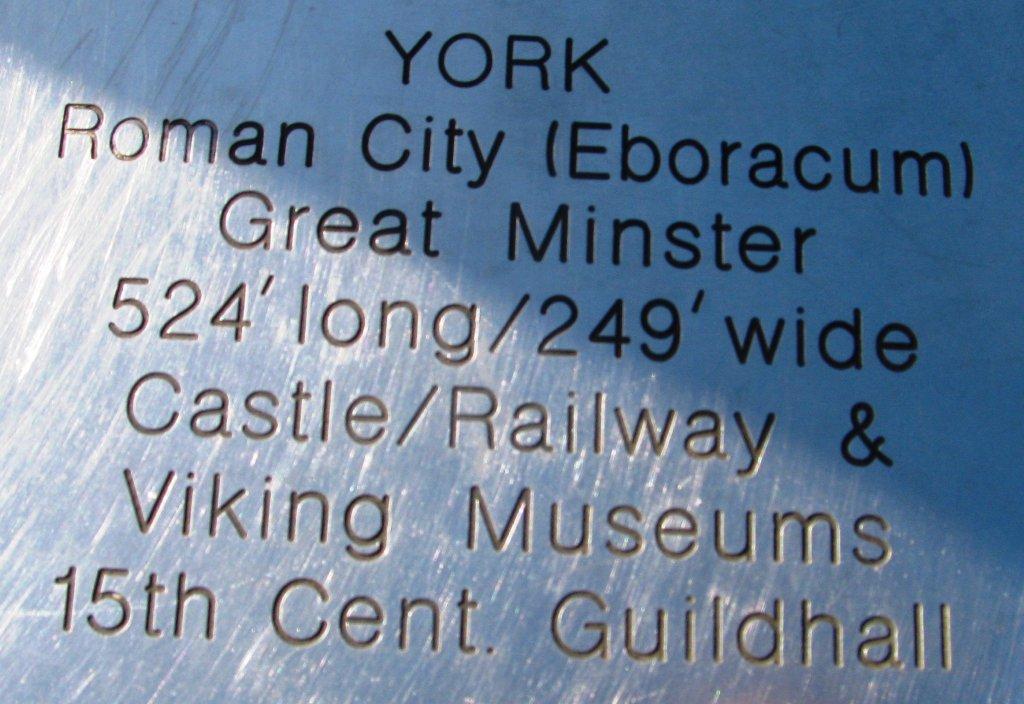 YORK
Roman City (Eboracum)
Great Minster
524' long/249' wide
Castle/Railway &
Viking Museums
15th Cent. Guildhall